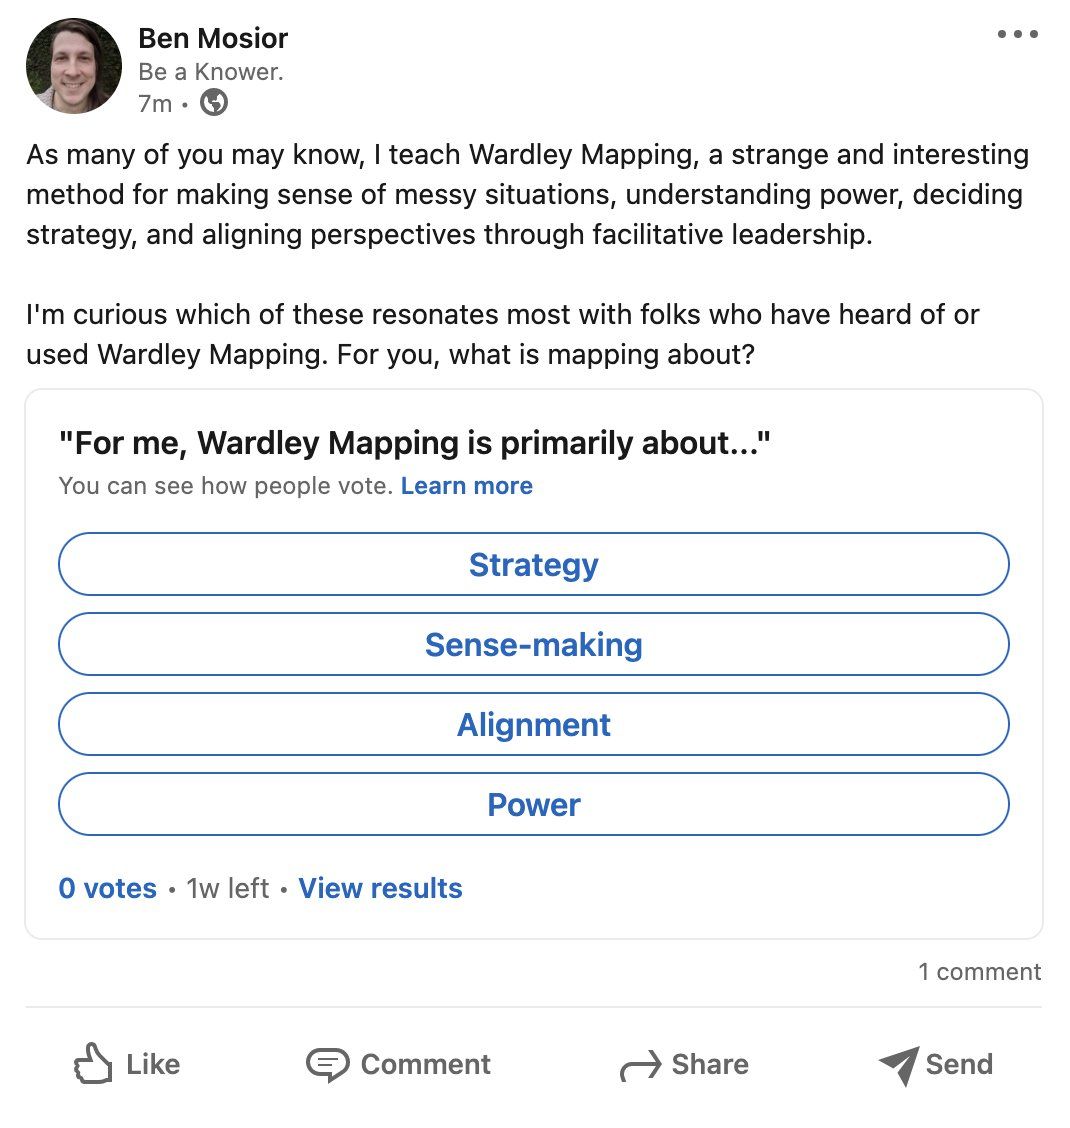 Ben Mosior
Be a Knower.
7m •
As many of you may know, I teach Wardley Mapping, a strange and interesting
method for making sense of messy situations, understanding power, deciding
strategy, and aligning perspectives through facilitative leadership.
I'm curious which of these resonates most with folks who have heard of or
used Wardley Mapping. For you, what is mapping about?
"For me, Wardley Mapping is primarily about..."
You can see how people vote. Learn more
Strategy
Sense-making
Alignment
Power
0 votes • 1w left • View results
1 comment
Like Comment Share Send